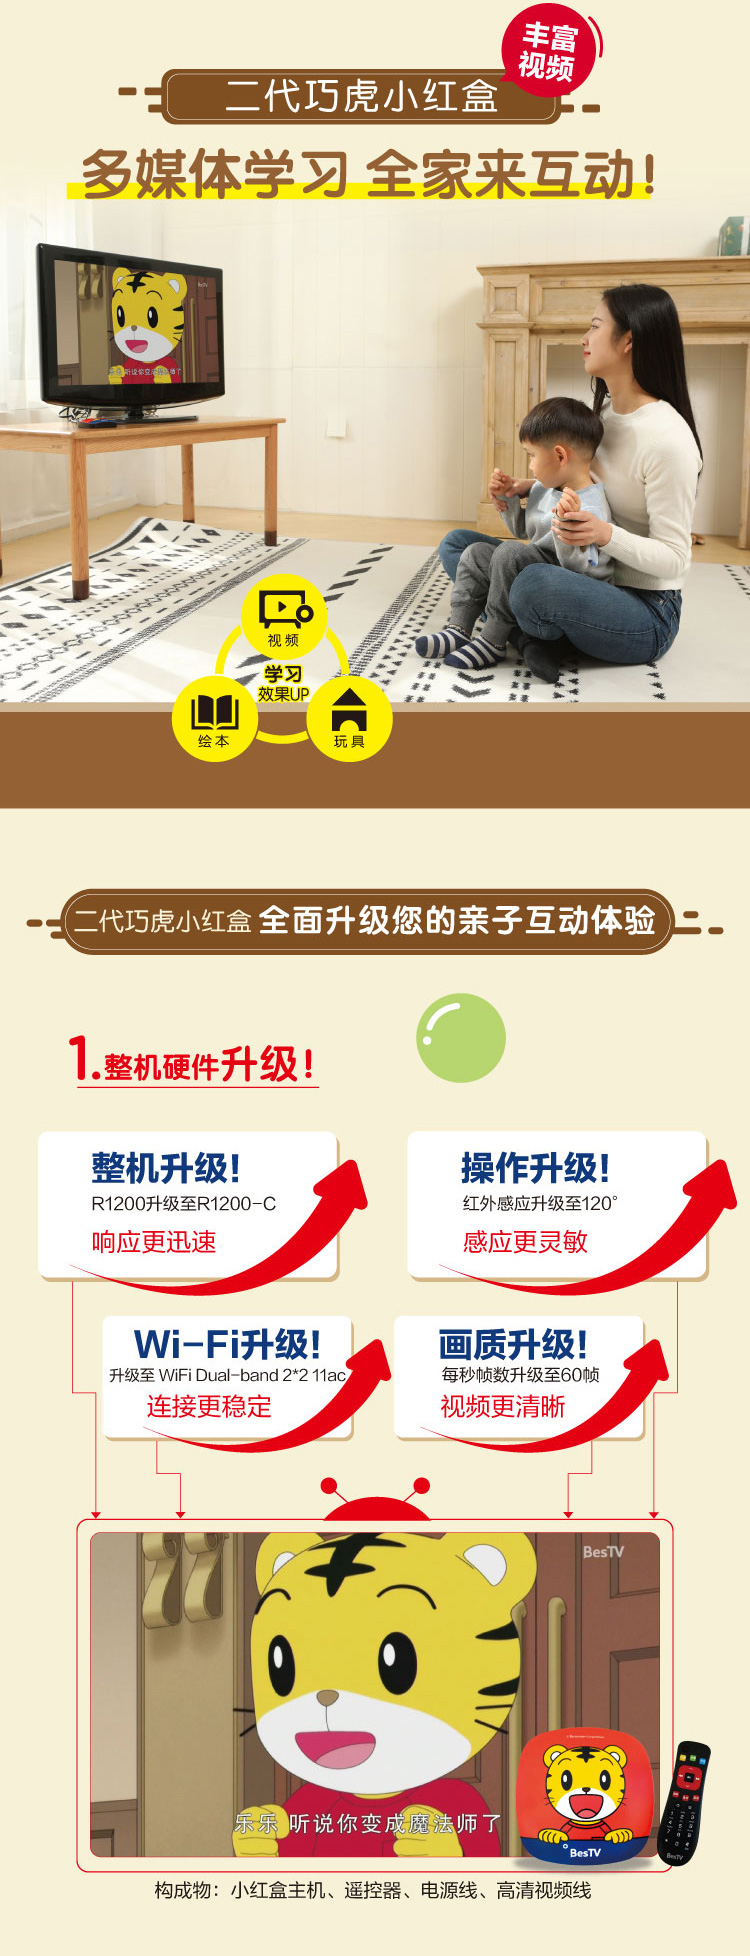 丰富
视频
二代巧虎小红盒
多媒体学习 全家来互动!
BesTV
乐乐 听说你变成魔法师了
视频
学习
效果UP
绘本
玩具
二代巧虎小红盒 全面升级您的亲子互动体验
1.整机硬件升级!
整机升级!
R1200升级至R1200-C
响应更迅速
操作升级!
红外感应升级至120°
感应更灵敏
Wi-Fi升级!
升级至 WiFi Dual-band 2*2 11ac
连接更稳定
画质升级!
每秒帧数升级至60帧
视频更清晰
BesTV
乐乐 听说你变成魔法师了
BesTV
BesTV
构成物：小红盒主机、遥控器、电源线、高清视频线